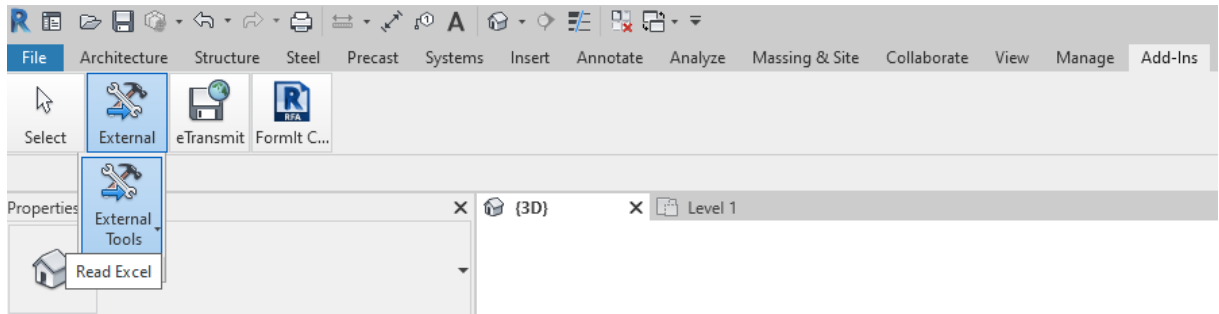 R A
File Architecture Structure Steel Precast Systems Insert Annotate Analyze Massing & Site Collaborate View Manage Add-Ins
R
RFA
Select External eTransmit FormIt C...
Properties {3D} Level 1
External
Tools
Read Excel